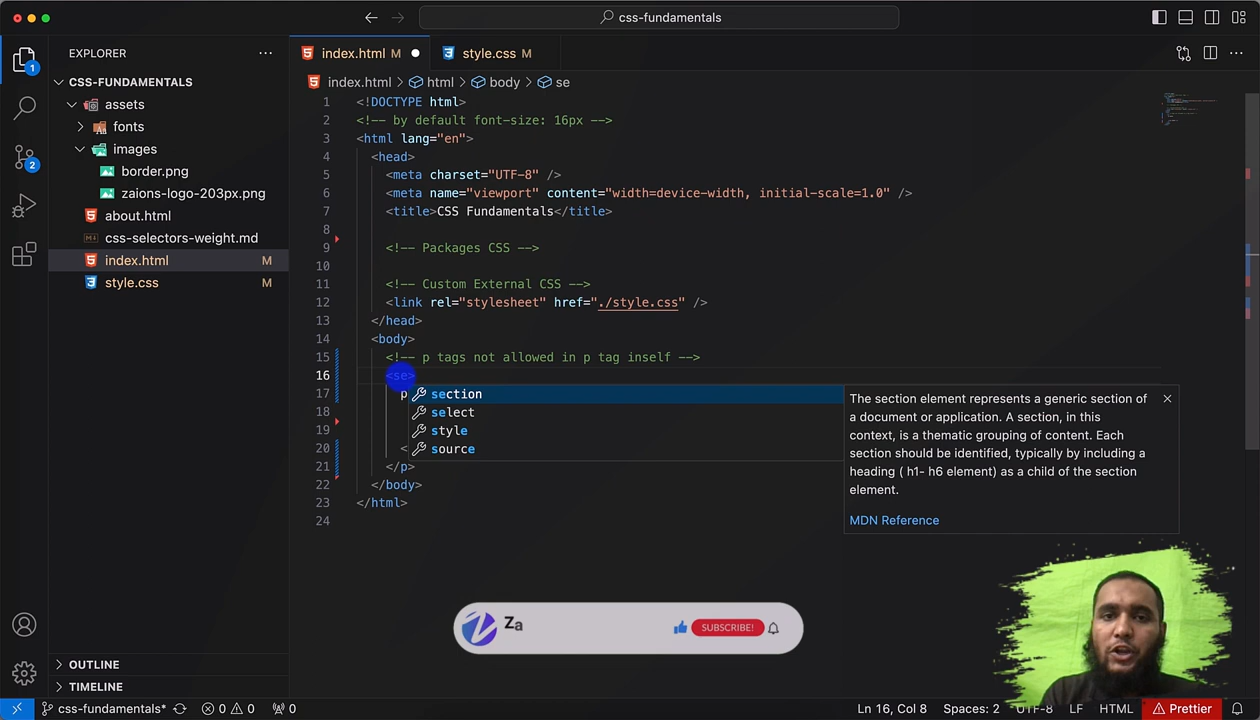 css-fundamentals
EXPLORER
CSS-FUNDAMENTALS
assets
fonts
images
border.png
zaions-logo-203px.png
about.html
css-selectors-weight.md
index.html M
style.css M
OUTLINE
TIMELINE
1
2
index.html M
style.css M
index.html > html > body > se
1 <!DOCTYPE html>
2 <!-- by default font-size: 16px -->
3 <html lang="en">
4 <head>
5 <meta charset="UTF-8" />
6 <meta name="viewport" content="width=device-width, initial-scale=1.0" />
7 <title>CSS Fundamentals</title>
8
9 <!-- Packages CSS -->
10
11 <!-- Custom External CSS -->
12 <link rel="stylesheet" href="./style.css" />
13 </head>
14 <body>
15 <!-- p tags not allowed in p tag inself -->
16 <se>
17 p
18
19
20 <
21 </p>
22 </body>
23 </html>
24
section
select
style
source
The section element represents a generic section of
a document or application. A section, in this
context, is a thematic grouping of content. Each
section should be identified, typically by including a
heading ( h1- h6 element) as a child of the section
element.
MDN Reference
Za
SUBSCRIBE!
css-fundamentals* 0 0 0
Ln 16, Col 8 Spaces: 2 UTF-8 LF HTML Prettier